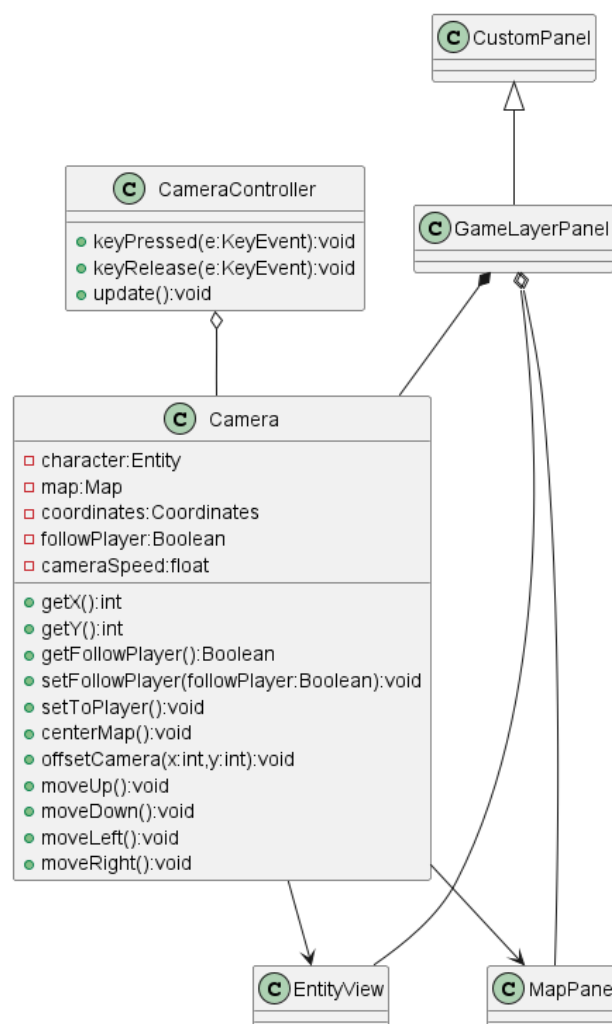 C CustomPanel
C CameraController
keyPressed(e:KeyEvent):void
keyRelease(e:KeyEvent):void
update():void
C GameLayerPanel
C Camera
character:Entity
map:Map
coordinates:Coordinates
followPlayer:Boolean
cameraSpeed:float
getX():int
getY():int
getFollowPlayer():Boolean
setFollowPlayer(followPlayer:Boolean):void
setToPlayer():void
centerMap():void
offsetCamera(x:int,y:int):void
moveUp():void
moveDown():void
moveLeft():void
moveRight():void
C EntityView
C MapPane